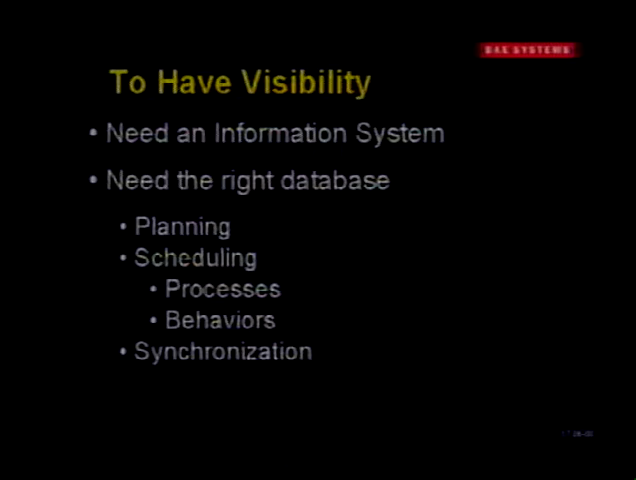 BAE SYSTEMS
To Have Visibility
• Need an Information System
• Need the right database
• Planning
• Scheduling
• Processes
• Behaviors
• Synchronization